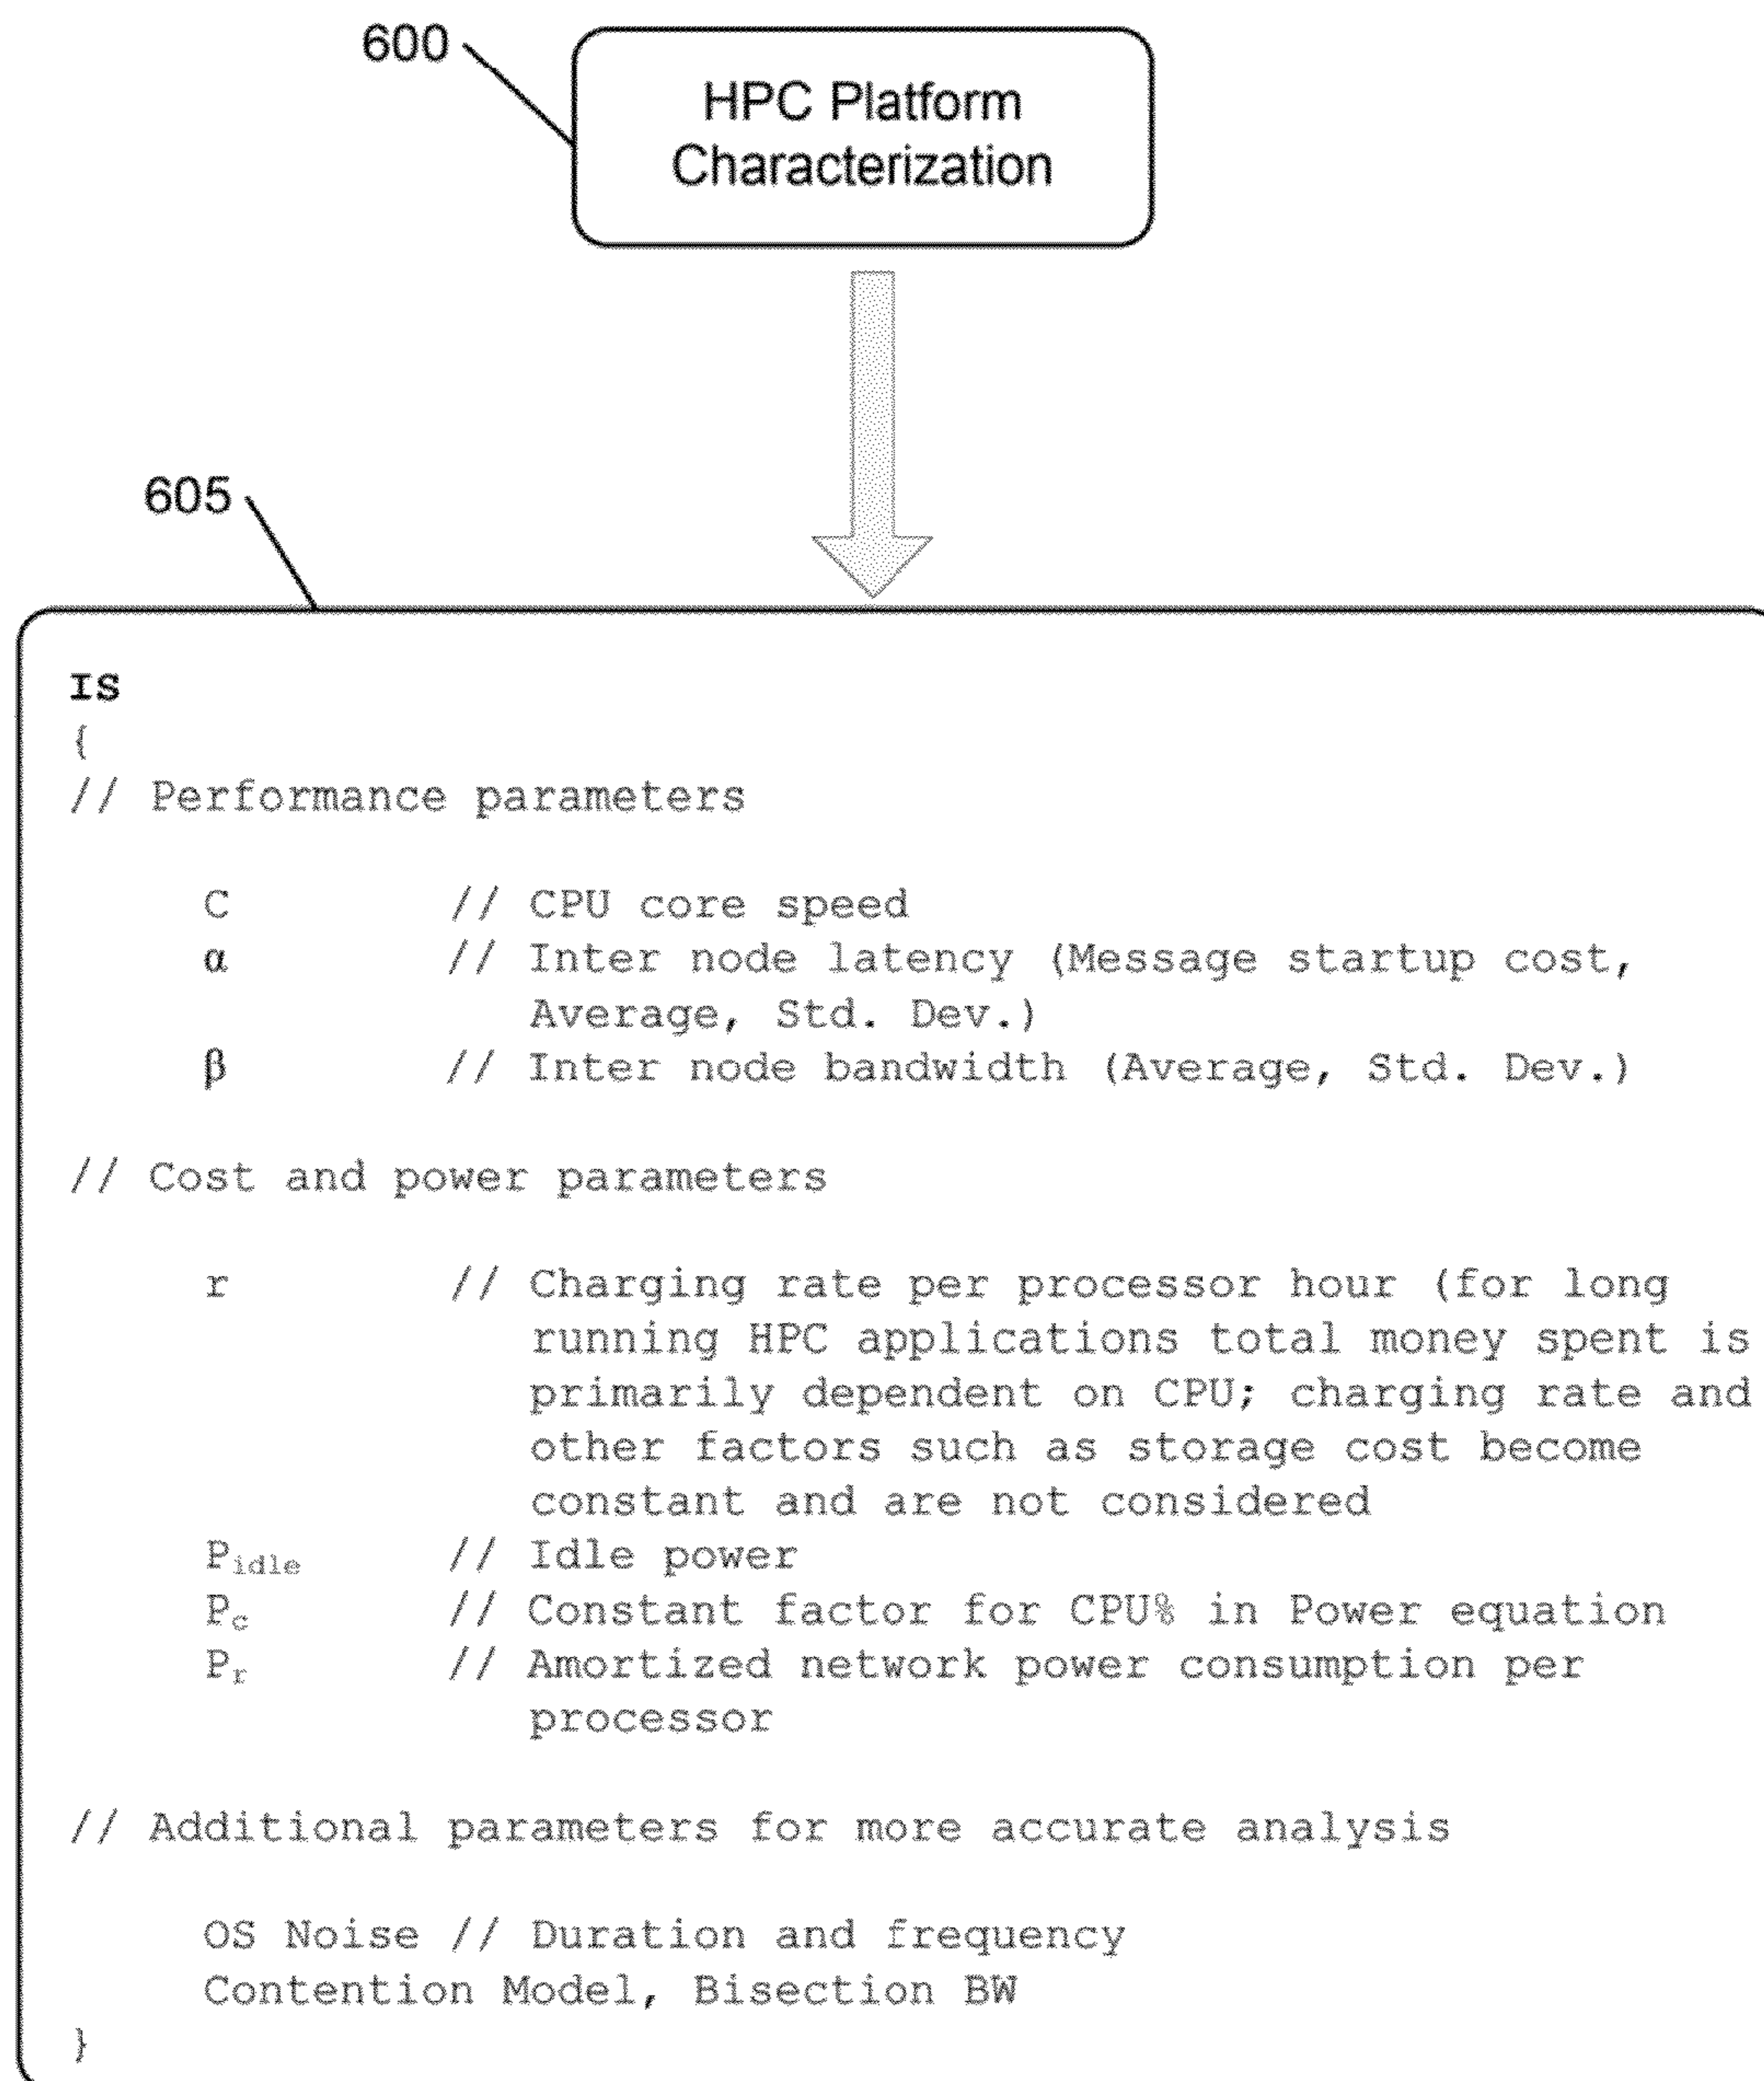 600
HPC Platform
Characterization
605
IS
{
// Performance parameters
C // CPU core speed
α // Inter node latency (Message startup cost,
Average, Std. Dev.)
β // Inter node bandwidth (Average, Std. Dev.)
// Cost and power parameters
r // Charging rate per processor hour (for long
running HPC applications total money spent is
primarily dependent on CPU; charging rate and
other factors such as storage cost become
constant and are not considered
Pidle // Idle power
Pc // Constant factor for CPU% in Power equation
Pr // Amortized network power consumption per
processor
// Additional parameters for more accurate analysis
OS Noise // Duration and frequency
Contention Model, Bisection BW
}